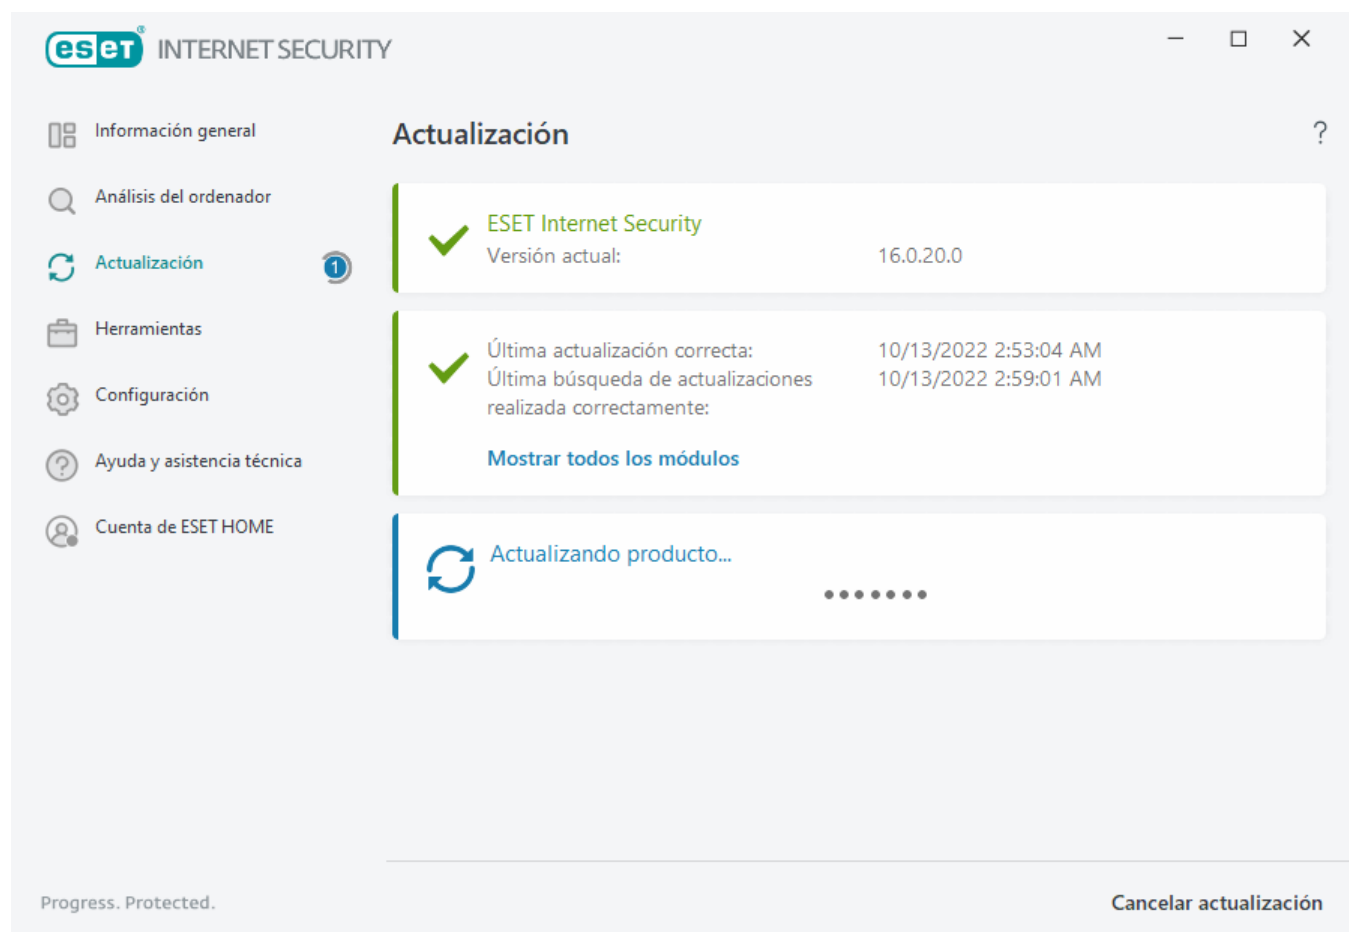 eset® INTERNET SECURITY
Información general
Análisis del ordenador
Actualización
1
Herramientas
Configuración
Ayuda y asistencia técnica
Cuenta de ESET HOME
Actualización
?
ESET Internet Security
Versión actual: 16.0.20.0
Última actualización correcta: 10/13/2022 2:53:04 AM
Última búsqueda de actualizaciones 10/13/2022 2:59:01 AM
realizada correctamente:
Mostrar todos los módulos
Actualizando producto...
Progress. Protected.
Cancelar actualización